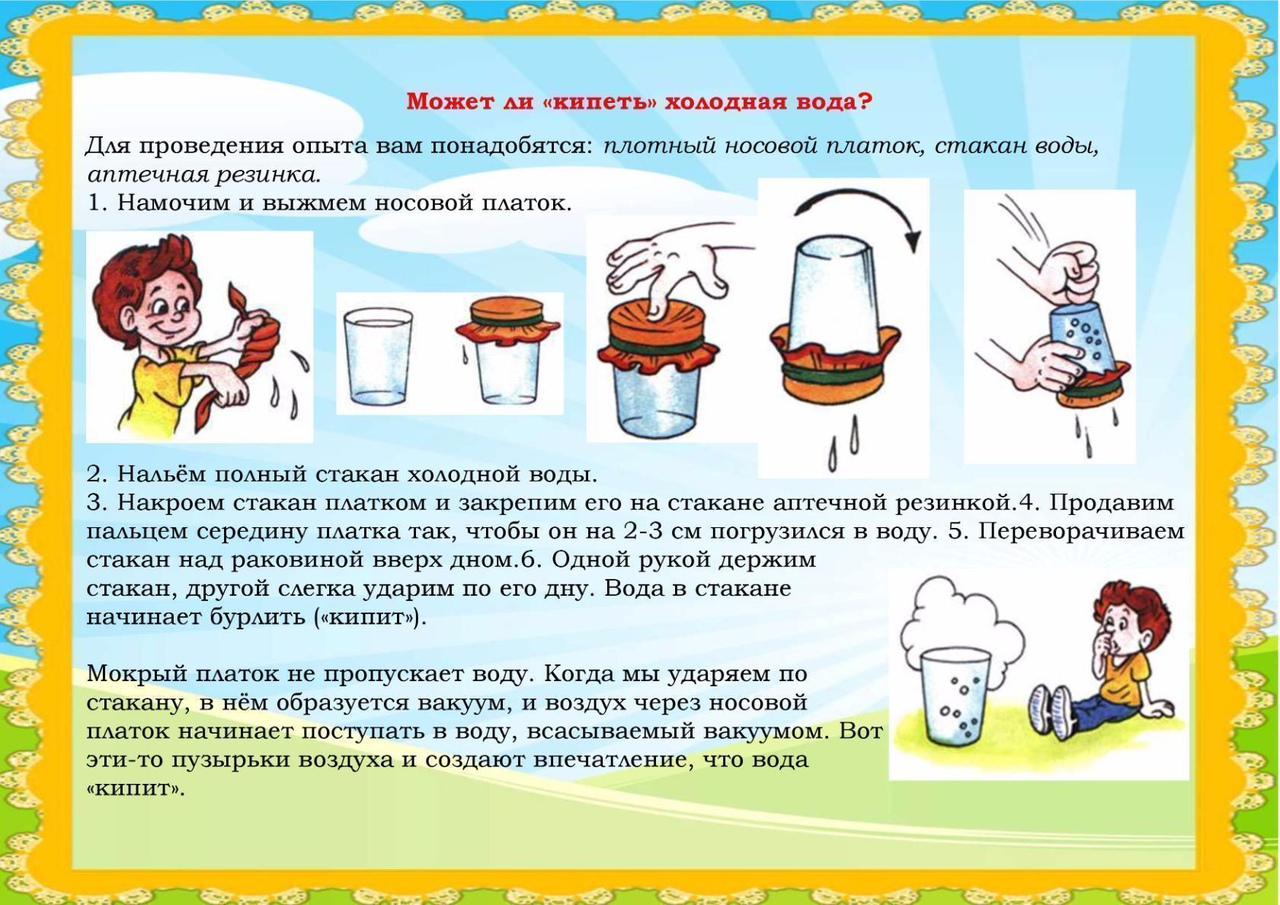 Может ли «кипеть» холодная вода?
Для проведения опыта вам понадобятся: плотный носовой платок, стакан воды,
аптечная резинка.
1. Намочим и выжмем носовой платок.
2. Нальём полный стакан холодной воды.
3. Накроем стакан платком и закрепим его на стакане аптечной резинкой.4. Продавим
пальцем середину платка так, чтобы он на 2-3 см погрузился в воду. 5. Переворачиваем
стакан над раковиной вверх дном.6. Одной рукой держим
стакан, другой слегка ударим по его дну. Вода в стакане
начинает бурлить («кипит»).
Мокрый платок не пропускает воду. Когда мы ударяем по
стакану, в нём образуется вакуум, и воздух через носовой
платок начинает поступать в воду, всасываемый вакуумом. Вот
эти-то пузырьки воздуха и создают впечатление, что вода
«кипит».